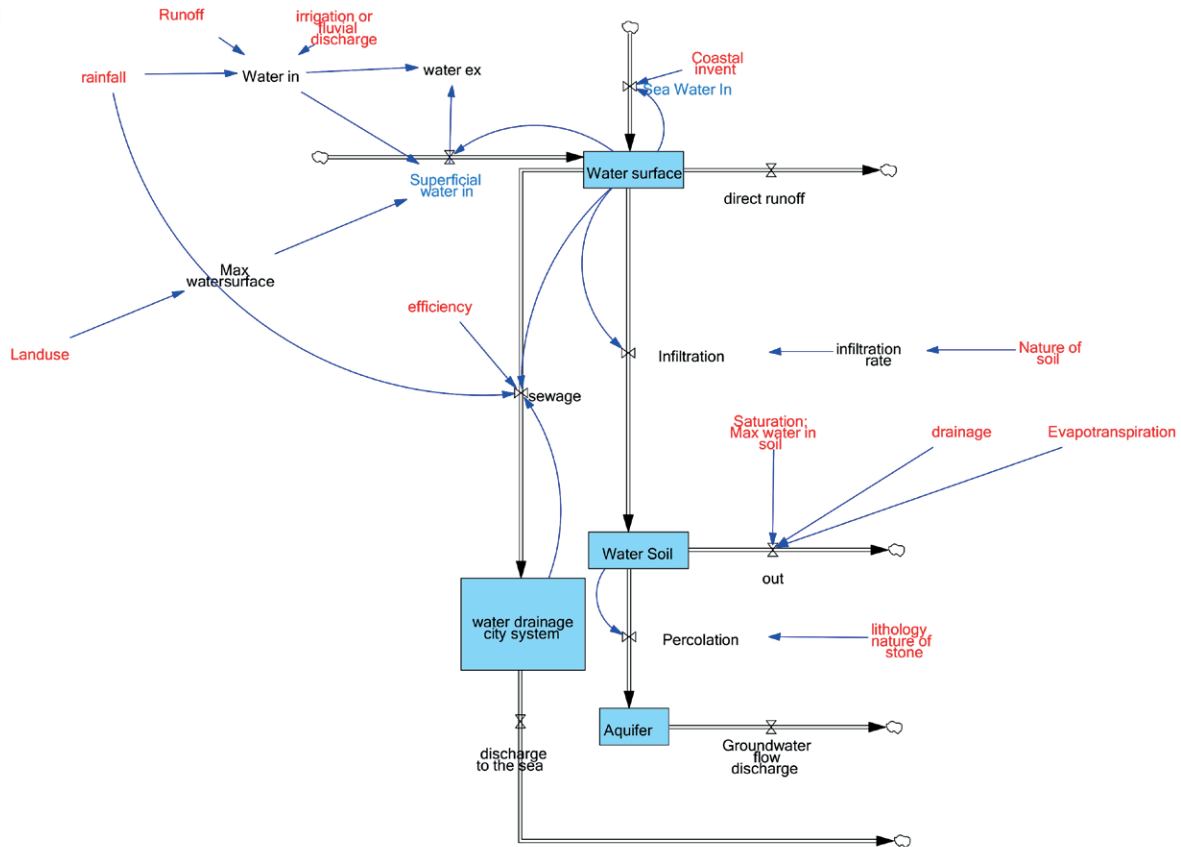 Runoff
irrigation or
fluvial
discharge
rainfall
Water in
water ex
Coastal
invent
Sea Water In
Superficial
water in
Water surface
direct runoff
Max
watersurface
efficiency
Landuse
Infiltration
infiltration
rate
Nature of
soil
sewage
Saturation;
Max water in
soil
drainage
Evapotranspiration
Water Soil
out
water drainage
city system
Percolation
lithology
nature of
stone
Aquifer
discharge
to the sea
Groundwater
flow
discharge